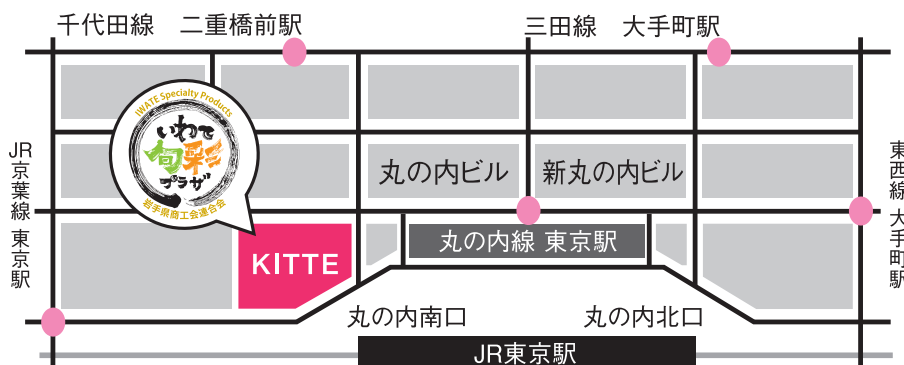 千代田線 二重橋前駅
三田線 大手町駅
IWATE Specialty Products
いわて
旬彩
プラザ
岩手県商工会連合会
JR京葉線 東京駅
丸の内ビル
新丸の内ビル
東西線 大手町駅
KITTE
丸の内線 東京駅
丸の内南口
丸の内北口
JR東京駅